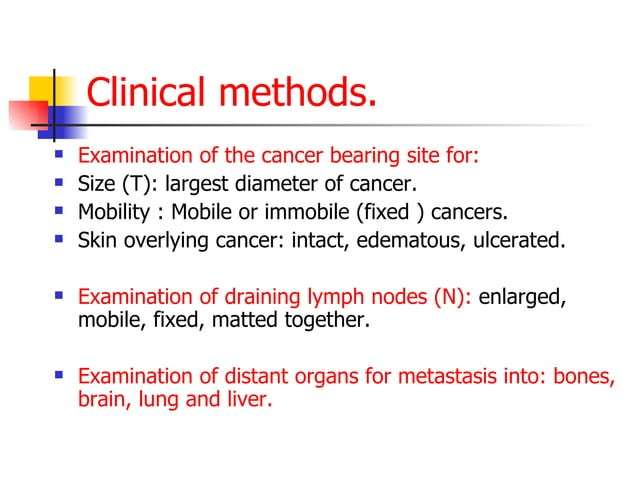 Clinical methods.
Examination of the cancer bearing site for:
Size (T): largest diameter of cancer.
Mobility : Mobile or immobile (fixed ) cancers.
Skin overlying cancer: intact, edematous, ulcerated.
Examination of draining lymph nodes (N): enlarged,
mobile, fixed, matted together.
Examination of distant organs for metastasis into: bones,
brain, lung and liver.